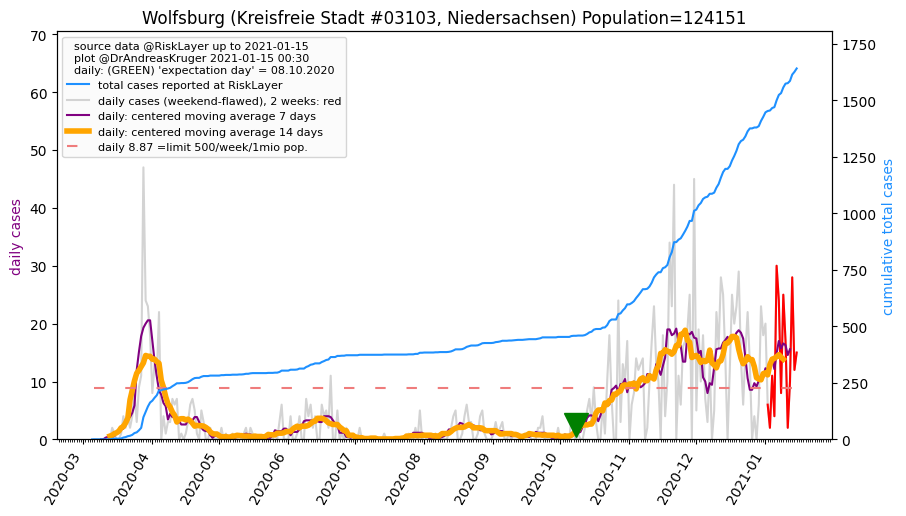 Wolfsburg (Kreisfreie Stadt #03103, Niedersachsen) Population=124151
source data @RiskLayer up to 2021-01-15
plot @DrAndreasKruger 2021-01-15 00:30
daily: (GREEN) 'expectation day' = 08.10.2020
total cases reported at RiskLayer
daily cases (weekend-flawed), 2 weeks: red
daily: centered moving average 7 days
daily: centered moving average 14 days
daily 8.87 =limit 500/week/1mio pop.
daily cases
70
60
50
40
30
20
10
0
cumulative total cases
1750
1500
1250
1000
750
500
250
0
2020-03
2020-04
2020-05
2020-06
2020-07
2020-08
2020-09
2020-10
2020-11
2020-12
2021-01